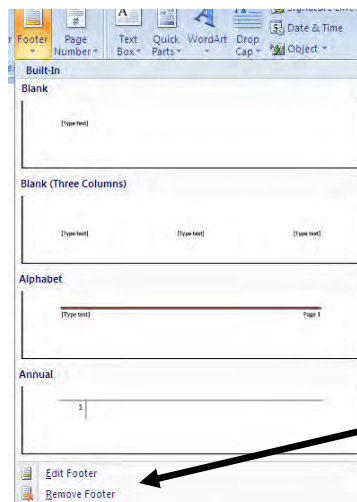 Signature Line
Date & Time
Object
Footer
Page Number
Text Box
Quick Parts
WordArt
Drop Cap
Built-In
Blank
[Type text]
Blank (Three Columns)
[Type text] [Type text] [Type text]
Alphabet
[Type text] Page 1
Annual
1
Edit Footer
Remove Footer